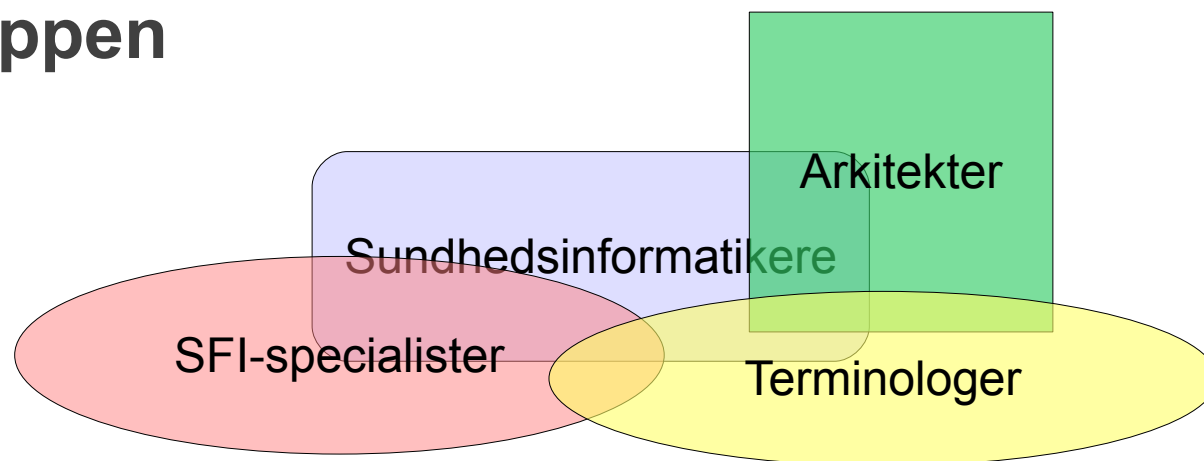 ppen
Arkitekter
Sundhedsinformatikere
SFI-specialister
Terminologer